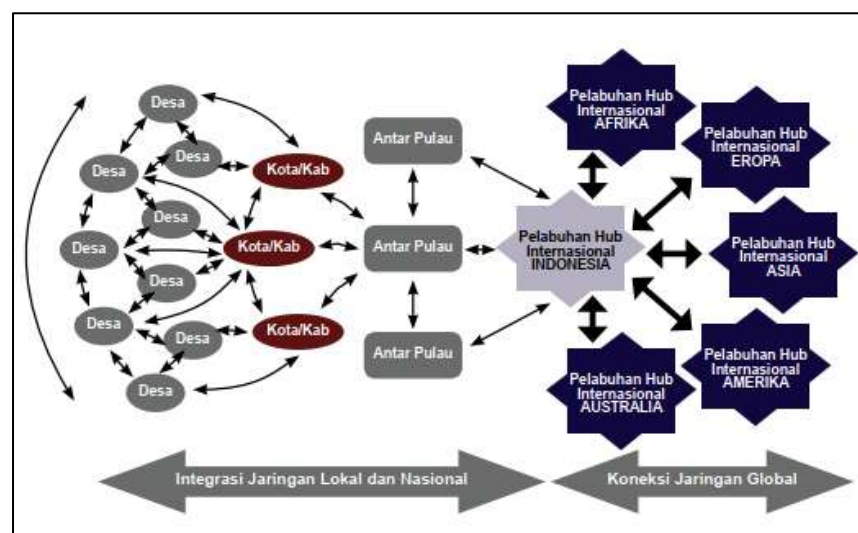 Desa
Desa
Desa
Desa
Desa
Desa
Desa
Desa
Desa
Kota/Kab
Kota/Kab
Kota/Kab
Antar Pulau
Antar Pulau
Antar Pulau
Pelabuhan Hub
Internasional
INDONESIA
Pelabuhan Hub
Internasional
AFRIKA
Pelabuhan Hub
Internasional
EROPA
Pelabuhan Hub
Internasional
ASIA
Pelabuhan Hub
Internasional
AMERIKA
Pelabuhan Hub
Internasional
AUSTRALIA
Integrasi Jaringan Lokal dan Nasional
Koneksi Jaringan Global